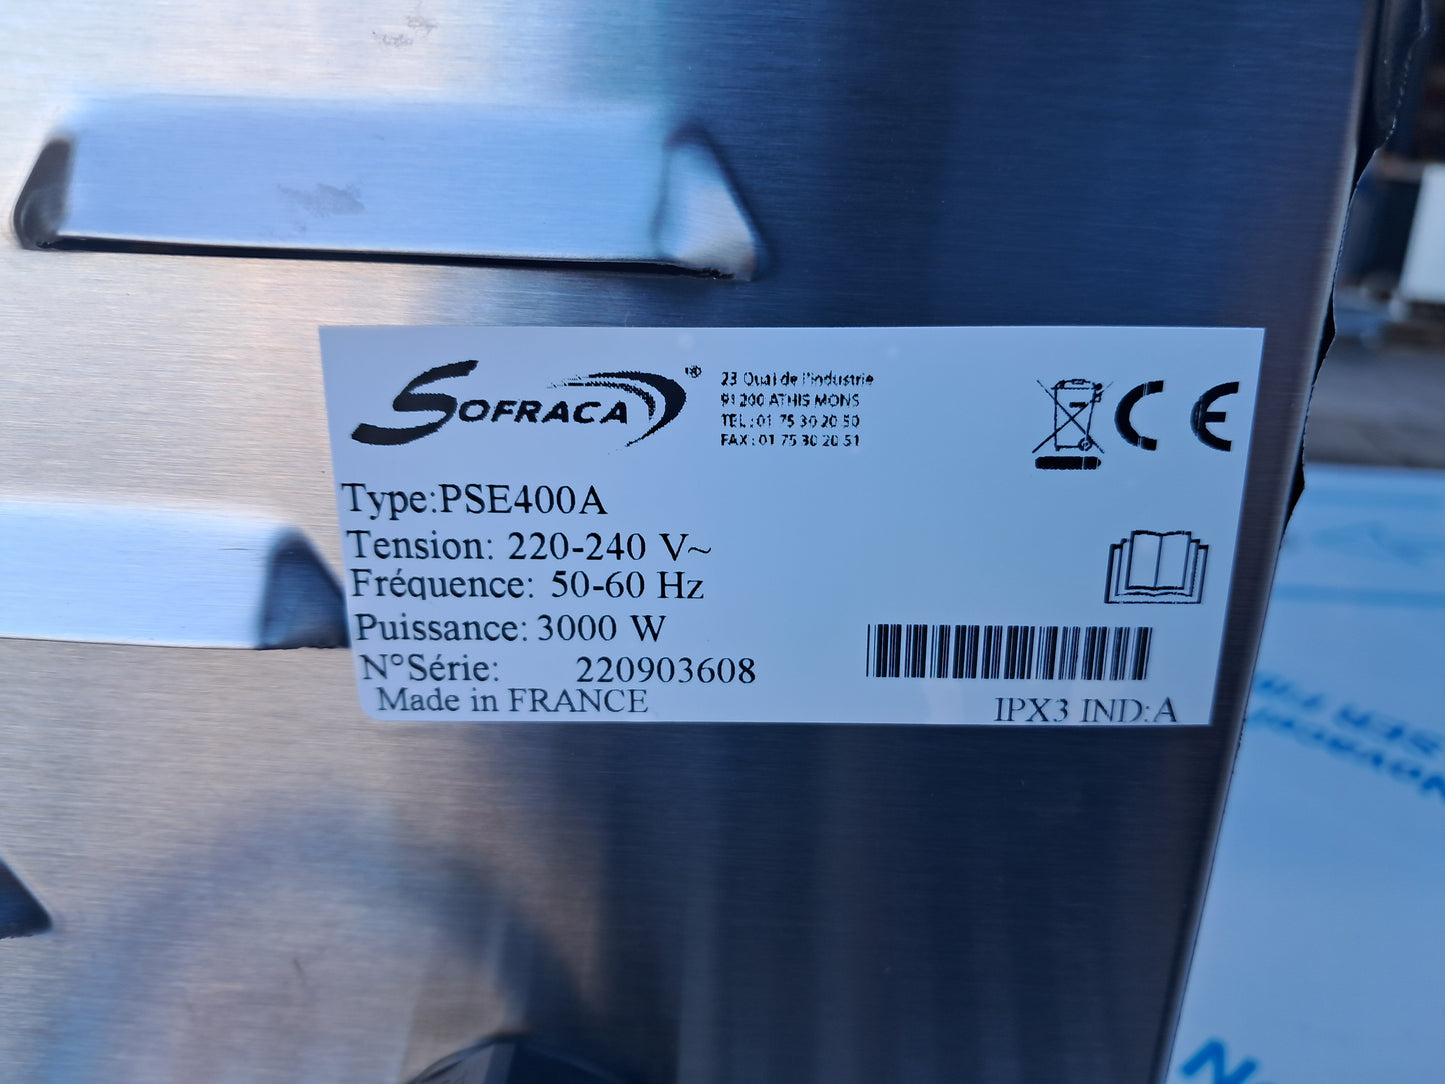 SOFRACA®
23 Quai de l'industrie
91200 ATHIS MONS
TEL : 01 75 30 20 50
FAX : 01 75 30 20 51
CE
Type:PSE400A
Tension: 220-240 V~
Fréquence: 50-60 Hz
Puissance: 3000 W
N°Série: 220903608
Made in FRANCE
IPX3 IND:A